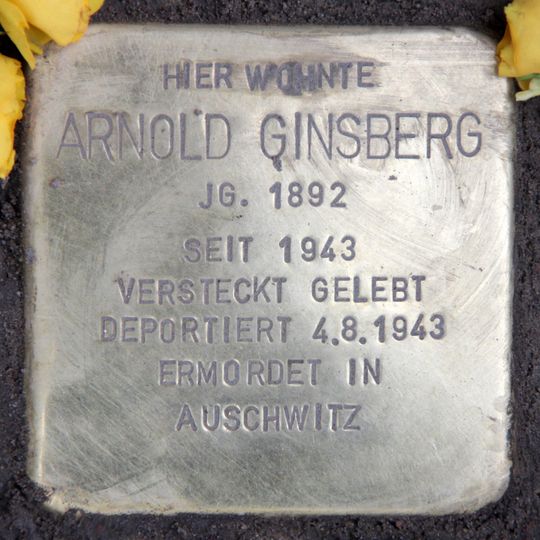 HIER WOHNTE
ARNOLD GINSBERG
JG. 1892
SEIT 1943
VERSTECKT GELEBT
DEPORTIERT 4.8.1943
ERMORDET IN
AUSCHWITZ